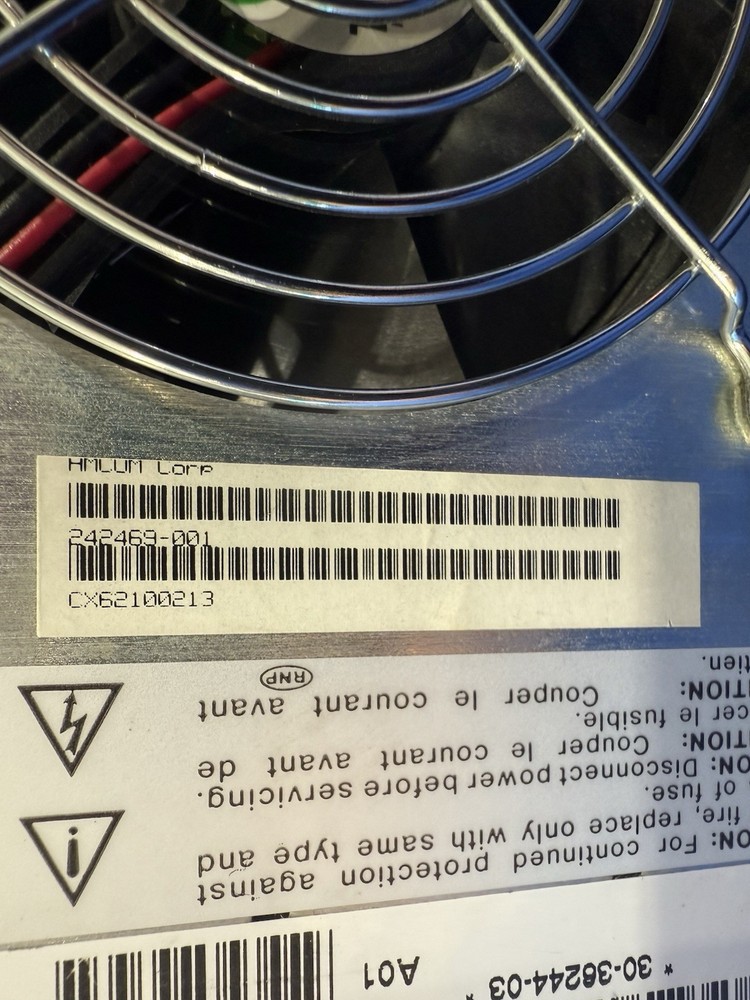 Corp
242469-001
CX62100213
* 30-36244-03 * A01
ON: For continued protection against
fire, replace only with same type and
of fuse.
ON: Disconnect power before servicing.
TION: Couper le courant avant de
cer le fusible.
TION: Couper le courant avant
tien.
RNP